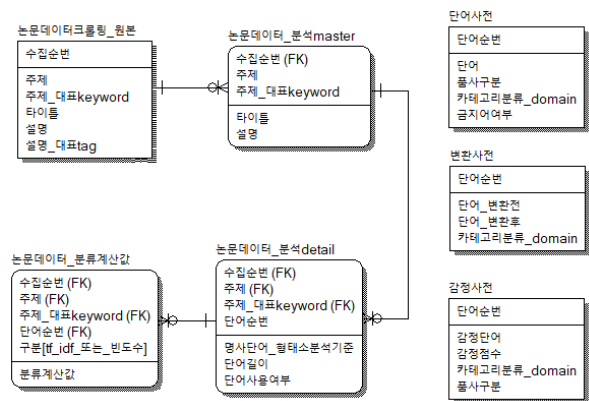 논문데이터크롤링_원본
수집순번
주제
주제_대표keyword
타이틀
설명
설명_대표tag
논문데이터_분석master
수집순번 (FK)
주제
주제_대표keyword
타이틀
설명
단어사전
단어순번
단어
품사구분
카테고리분류_domain
금지어여부
변환사전
단어순번
단어_변환전
단어_변환후
카테고리분류_domain
논문데이터_분류계산값
수집순번 (FK)
주제 (FK)
주제_대표keyword (FK)
단어순번 (FK)
구분[tf_idf_또는_빈도수]
분류계산값
논문데이터_분석detail
수집순번 (FK)
주제 (FK)
주제_대표keyword (FK)
단어순번
명사단어_형태소분석기준
단어길이
단어사용여부
감정사전
단어순번
감정단어
감정점수
카테고리분류_domain
품사구분